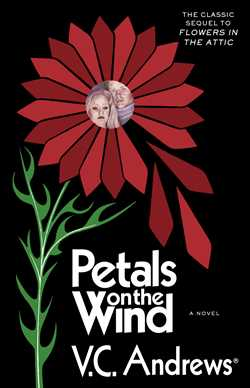 THE CLASSIC
SEQUEL TO
FLOWERS IN
THE ATTIC
Petals
on the
Wind
A NOVEL
V.C. Andrews®